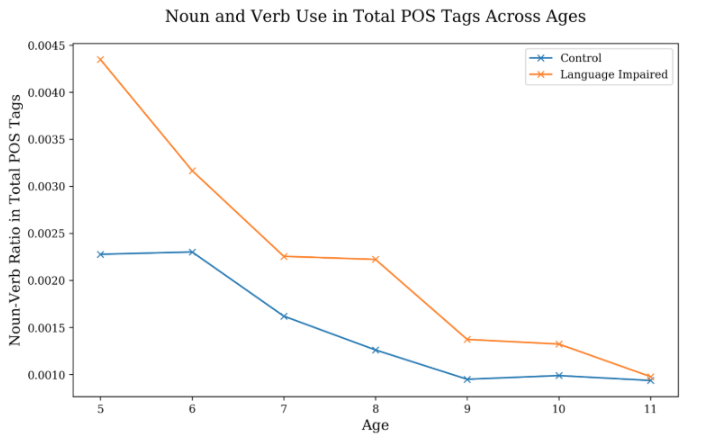 Noun and Verb Use in Total POS Tags Across Ages
Control
Language Impaired
Noun-Verb Ratio in Total POS Tags
0.0045
0.0040
0.0035
0.0030
0.0025
0.0020
0.0015
0.0010
5 6 7 8 9 10 11
Age